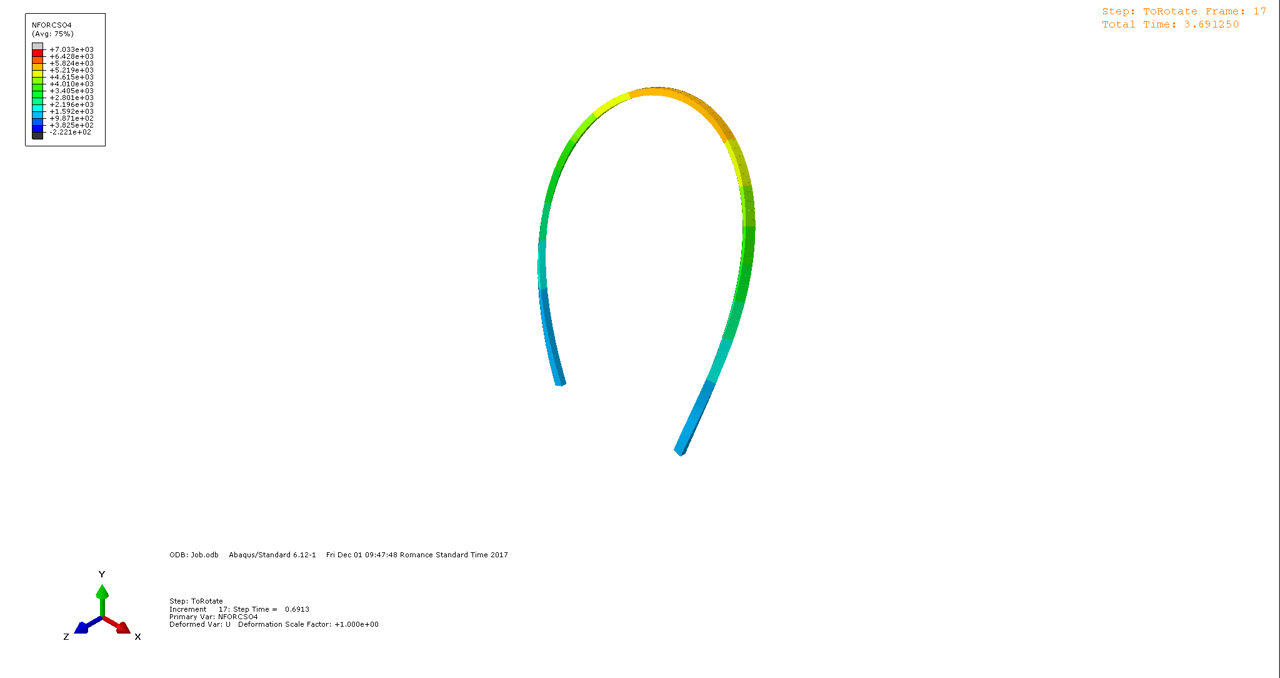 Step: ToRotate Frame: 17
Total Time: 3.691250
NFORCSO4
(Avg: 75%)
+7.033e+03
+6.428e+03
+5.824e+03
+5.219e+03
+4.615e+03
+4.010e+03
+3.405e+03
+2.801e+03
+2.196e+03
+1.592e+03
+9.871e+02
+3.825e+02
-2.221e+02
ODB: Job.odb Abaqus/Standard 6.12-1 Fri Dec 01 09:47:48 Romance Standard Time 2017
Y
Z
X
Step: ToRotate
Increment 17: Step Time = 0.6913
Primary Var: NFORCSO4
Deformed Var: U Deformation Scale Factor: +1.000e+00